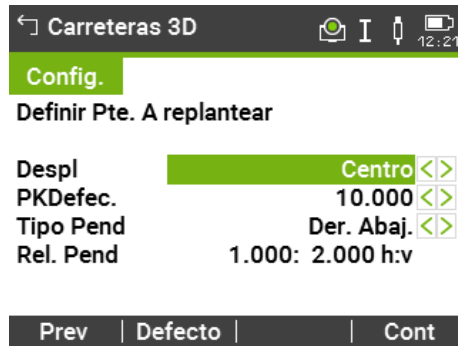 Carreteras 3D
I
12:21
Config.
Definir Pte. A replantear
Despl Centro
PKDefec. 10.000
Tipo Pend Der. Abaj.
Rel. Pend 1.000: 2.000 h:v
Prev Defecto Cont